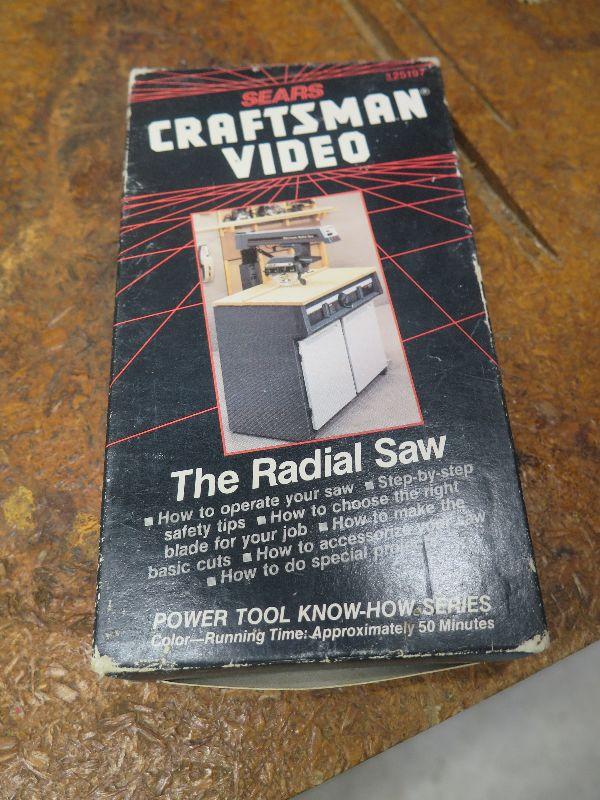 SEARS
CRAFTSMAN®
VIDEO
The Radial Saw
■ How to operate your saw ■ Step-by-step
safety tips ■ How to choose the right
blade for your job ■ How to make the
basic cuts ■ How to accessorize your saw
■ How to do special
POWER TOOL KNOW-HOW SERIES
Color—Running Time: Approximately 50 Minutes